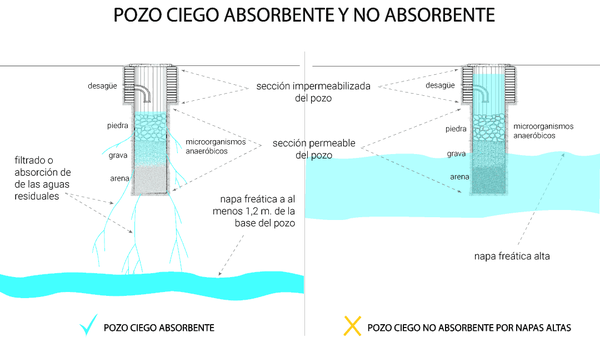 POZO CIEGO ABSORBENTE Y NO ABSORBENTE
desagüe
sección impermeabilizada
del pozo
desagüe
piedra
microorganismos
anaeróbicos
sección permeable
del pozo
piedra
microorganismos
anaeróbicos
grava
grava
filtrado o
absorción de
de las aguas
residuales
arena
arena
napa freática a al
menos 1,2 m. de la
base del pozo
napa freática alta
POZO CIEGO ABSORBENTE
POZO CIEGO NO ABSORBENTE POR NAPAS ALTAS